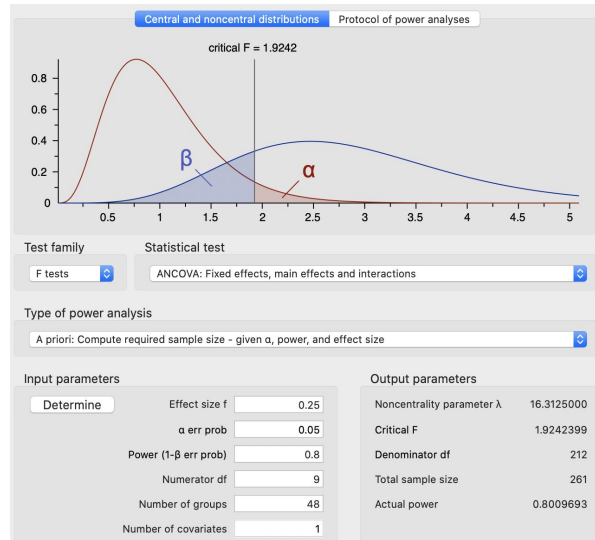 Central and noncentral distributions Protocol of power analyses
critical F = 1.9242
0.8
0.6
0.4
β
α
0.2
0
0.5 1 1.5 2 2.5 3 3.5 4 4.5 5
Test family Statistical test
F tests ANCOVA: Fixed effects, main effects and interactions
Type of power analysis
A priori: Compute required sample size - given α, power, and effect size
Input parameters Output parameters
Determine Effect size f 0.25 Noncentrality parameter λ 16.3125000
α err prob 0.05 Critical F 1.9242399
Power (1-β err prob) 0.8 Denominator df 212
Numerator df 9 Total sample size 261
Number of groups 48 Actual power 0.8009693
Number of covariates 1